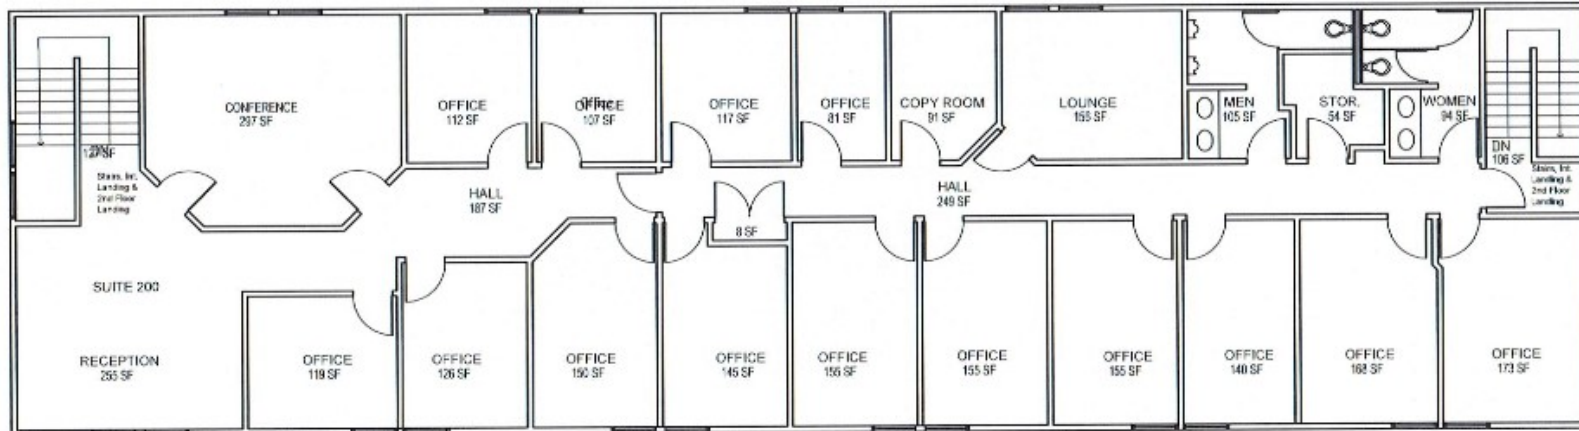 CONFERENCE
297 SF
OFFICE
112 SF
OFFICE
107 SF
OFFICE
117 SF
OFFICE
81 SF
COPY ROOM
91 SF
LOUNGE
156 SF
MEN
105 SF
STOR.
54 SF
WOMEN
94 SF
DN
106 SF
Stairs, Int.
Landing &
2nd Floor
Landing
Stairs, Int.
Landing &
2nd Floor
Landing
HALL
187 SF
HALL
249 SF
8 SF
SUITE 200
RECEPTION
255 SF
OFFICE
119 SF
OFFICE
126 SF
OFFICE
150 SF
OFFICE
145 SF
OFFICE
155 SF
OFFICE
155 SF
OFFICE
155 SF
OFFICE
140 SF
OFFICE
168 SF
OFFICE
173 SF